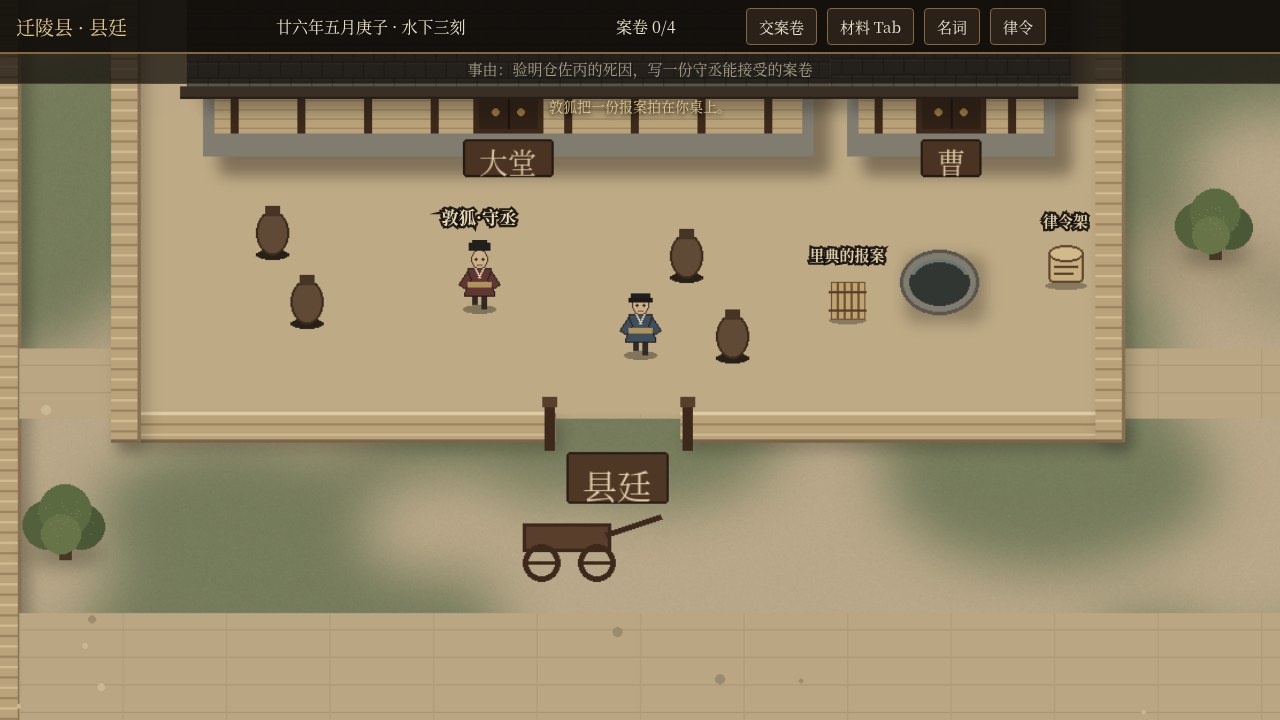 迁陵县 · 县廷
廿六年五月庚子 · 水下三刻
案卷 0/4
交案卷
材料 Tab
名词
律令
事由：验明仓佐丙的死因，写一份守丞能接受的案卷
敦狐把一份报案拍在你桌上。
大堂
曹
敦狐·守丞
律令架
里典的报案
县廷